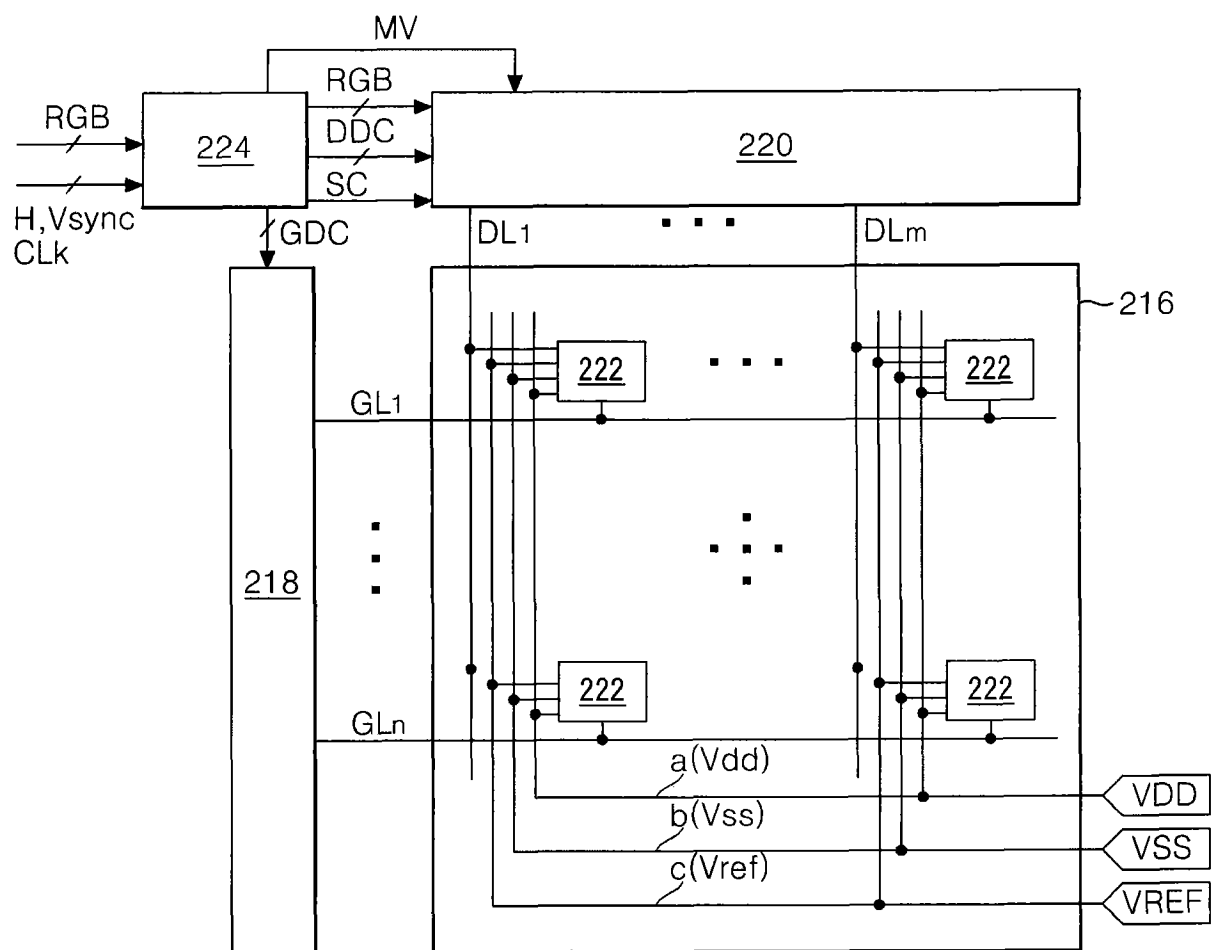 MV
RGB
RGB
224
DDC
220
SC
H,Vsync
CLk
GDC
DL1
DLm
216
222
222
GL1
218
222
222
GLn
a(Vdd)
VDD
b(Vss)
VSS
c(Vref)
VREF